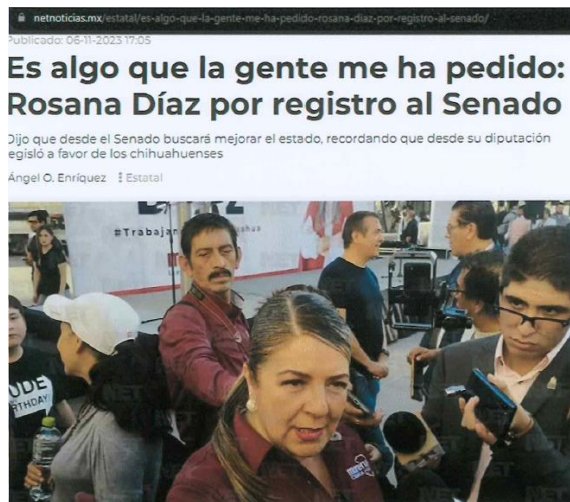 netnoticias.mx/estatal/es-algo-que-la-gente-me-ha-pedido-rosana-diaz-por-registro-al-senado/
Publicado: 06-11-2023 17:05
Es algo que la gente me ha pedido:
Rosana Díaz por registro al Senado
Dijo que desde el Senado buscará mejorar el estado, recordando que desde su diputación
legisló a favor de los chihuahuenses
Ángel O. Enríquez Estatal
NET